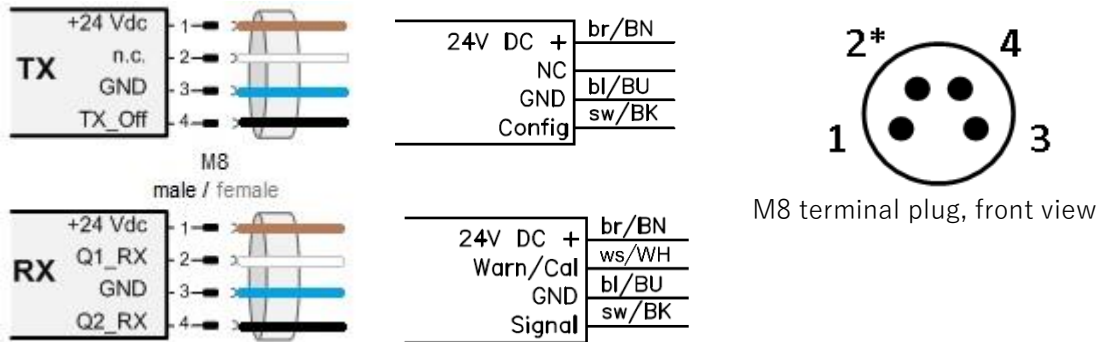 TX
+24 Vdc
1
n.c.
2
GND
3
TX_Off
4
M8
male / female
RX
+24 Vdc
1
Q1_RX
2
GND
3
Q2_RX
4
24V DC +
br/BN
NC
GND
bl/BU
Config
sw/BK
24V DC +
br/BN
Warn/Cal
ws/WH
GND
bl/BU
Signal
sw/BK
2*
4
1
3
M8 terminal plug, front view